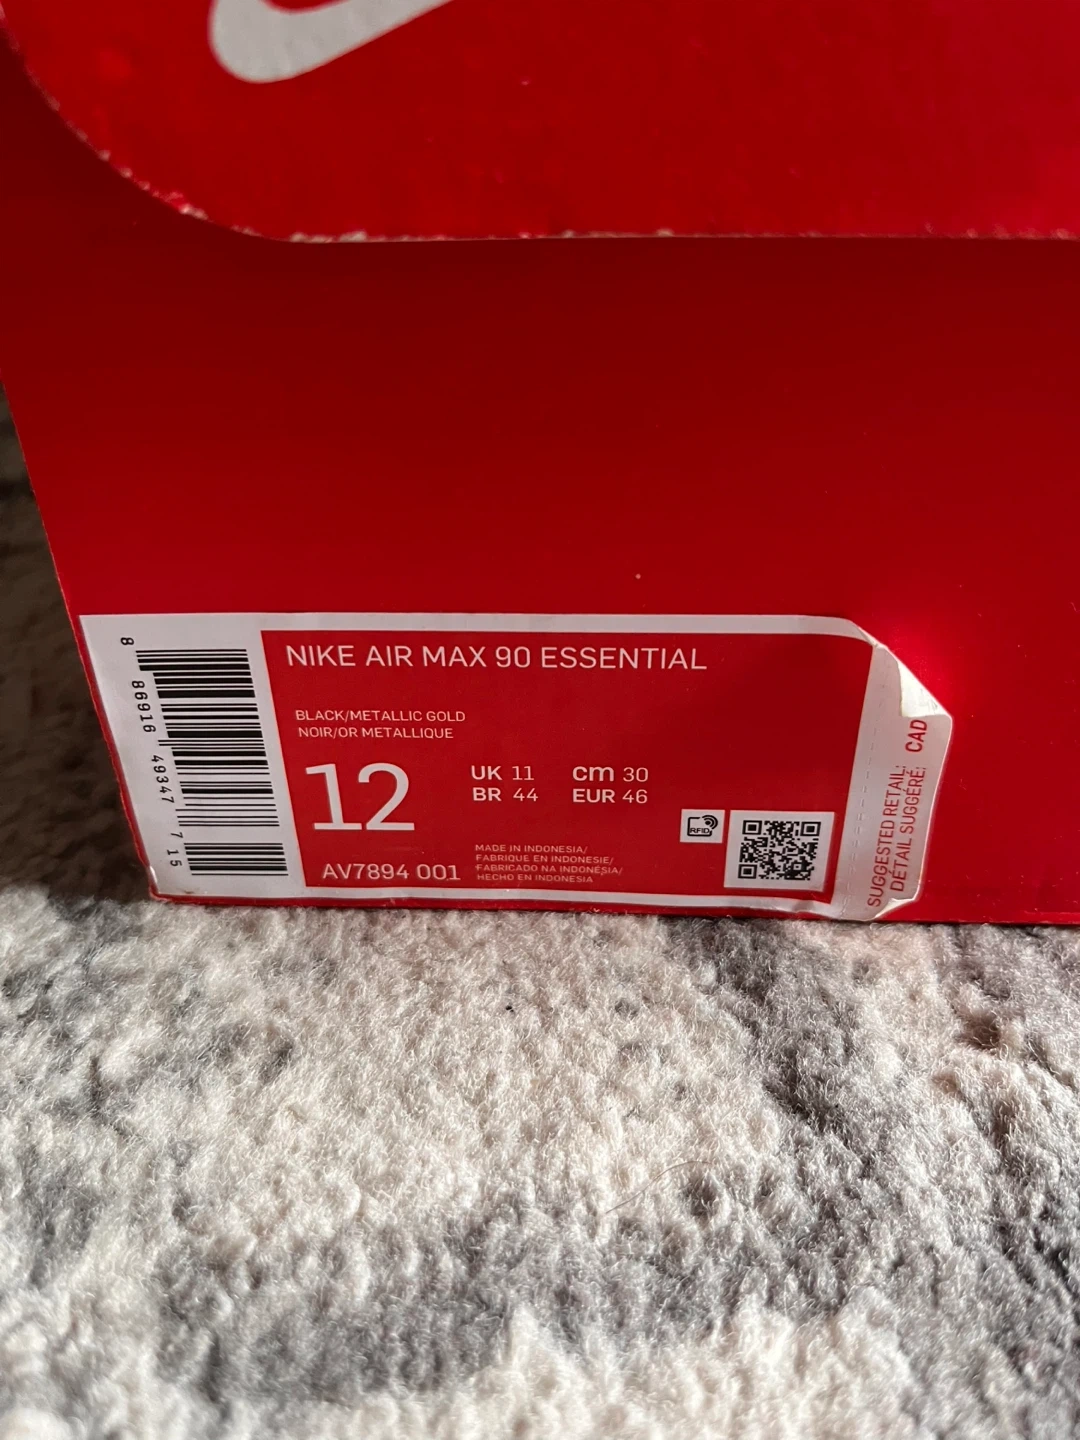 NIKE AIR MAX 90 ESSENTIAL
BLACK/METALLIC GOLD
NOIR/OR METALLIQUE
12
UK 11
cm 30
BR 44
EUR 46
AV7894 001
MADE IN INDONESIA/
FABRIQUE EN INDONESIE/
FABRICADO NA INDONÉSIA/
HECHO EN INDONESIA
RFID
8 86916 49347 7 15
SUGGESTED RETAIL: CAD
DÉTAIL SUGGÉRÉ: